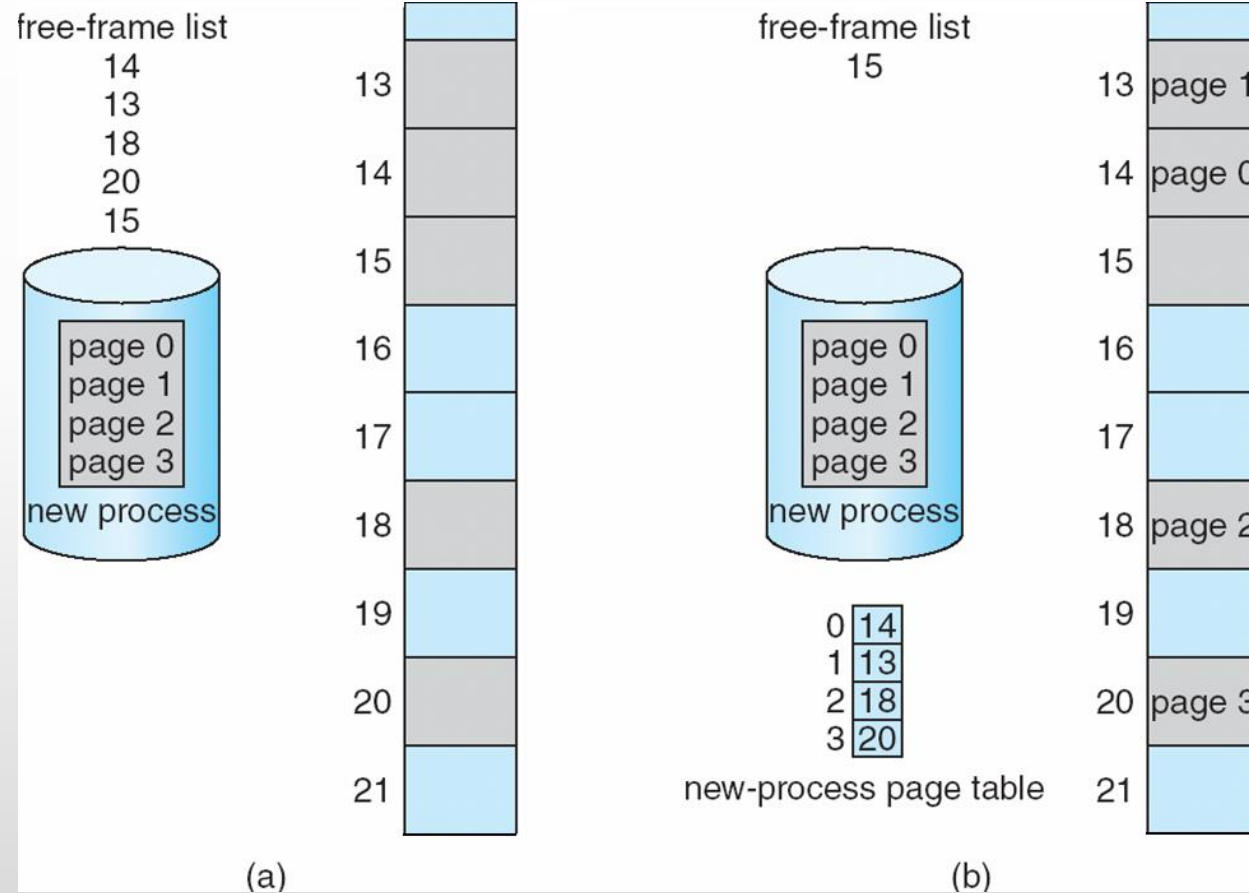 free-frame list
14
13
18
20
15
page 0
page 1
page 2
page 3
new process
13
14
15
16
17
18
19
20
21
(a)
free-frame list
15
page 0
page 1
page 2
page 3
new process
0 14
1 13
2 18
3 20
new-process page table
13 page 1
14 page 0
15
16
17
18 page 2
19
20 page 3
21
(b)